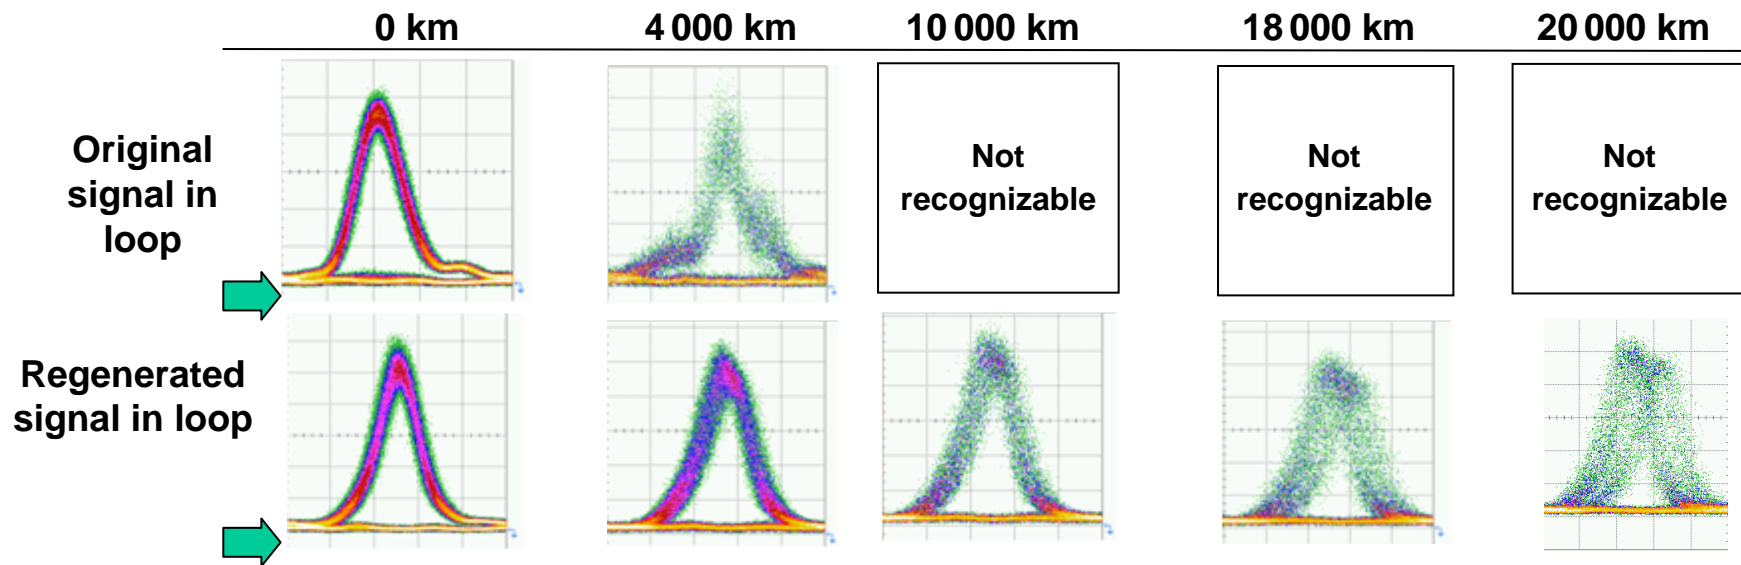 0 km 4 000 km 10 000 km 18 000 km 20 000 km
Original
signal in
loop
Not
recognizable
Not
recognizable
Not
recognizable
Regenerated
signal in loop